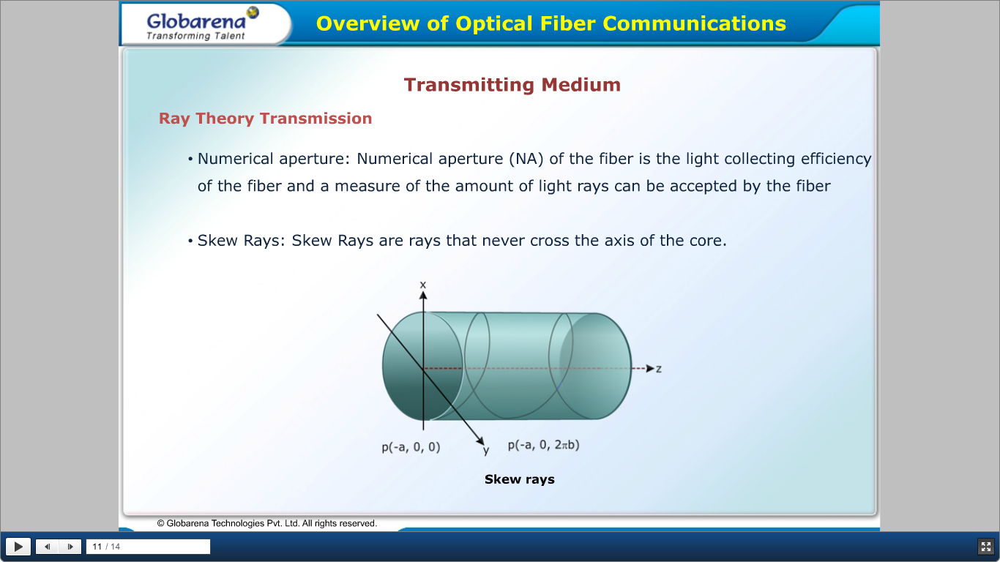 Globarena
Transforming Talent
Overview of Optical Fiber Communications
Transmitting Medium
Ray Theory Transmission
• Numerical aperture: Numerical aperture (NA) of the fiber is the light collecting efficiency
of the fiber and a measure of the amount of light rays can be accepted by the fiber
• Skew Rays: Skew Rays are rays that never cross the axis of the core.
x
z
p(-a, 0, 0)
y
p(-a, 0, 2πb)
Skew rays
© Globarena Technologies Pvt. Ltd. All rights reserved.
11 / 14